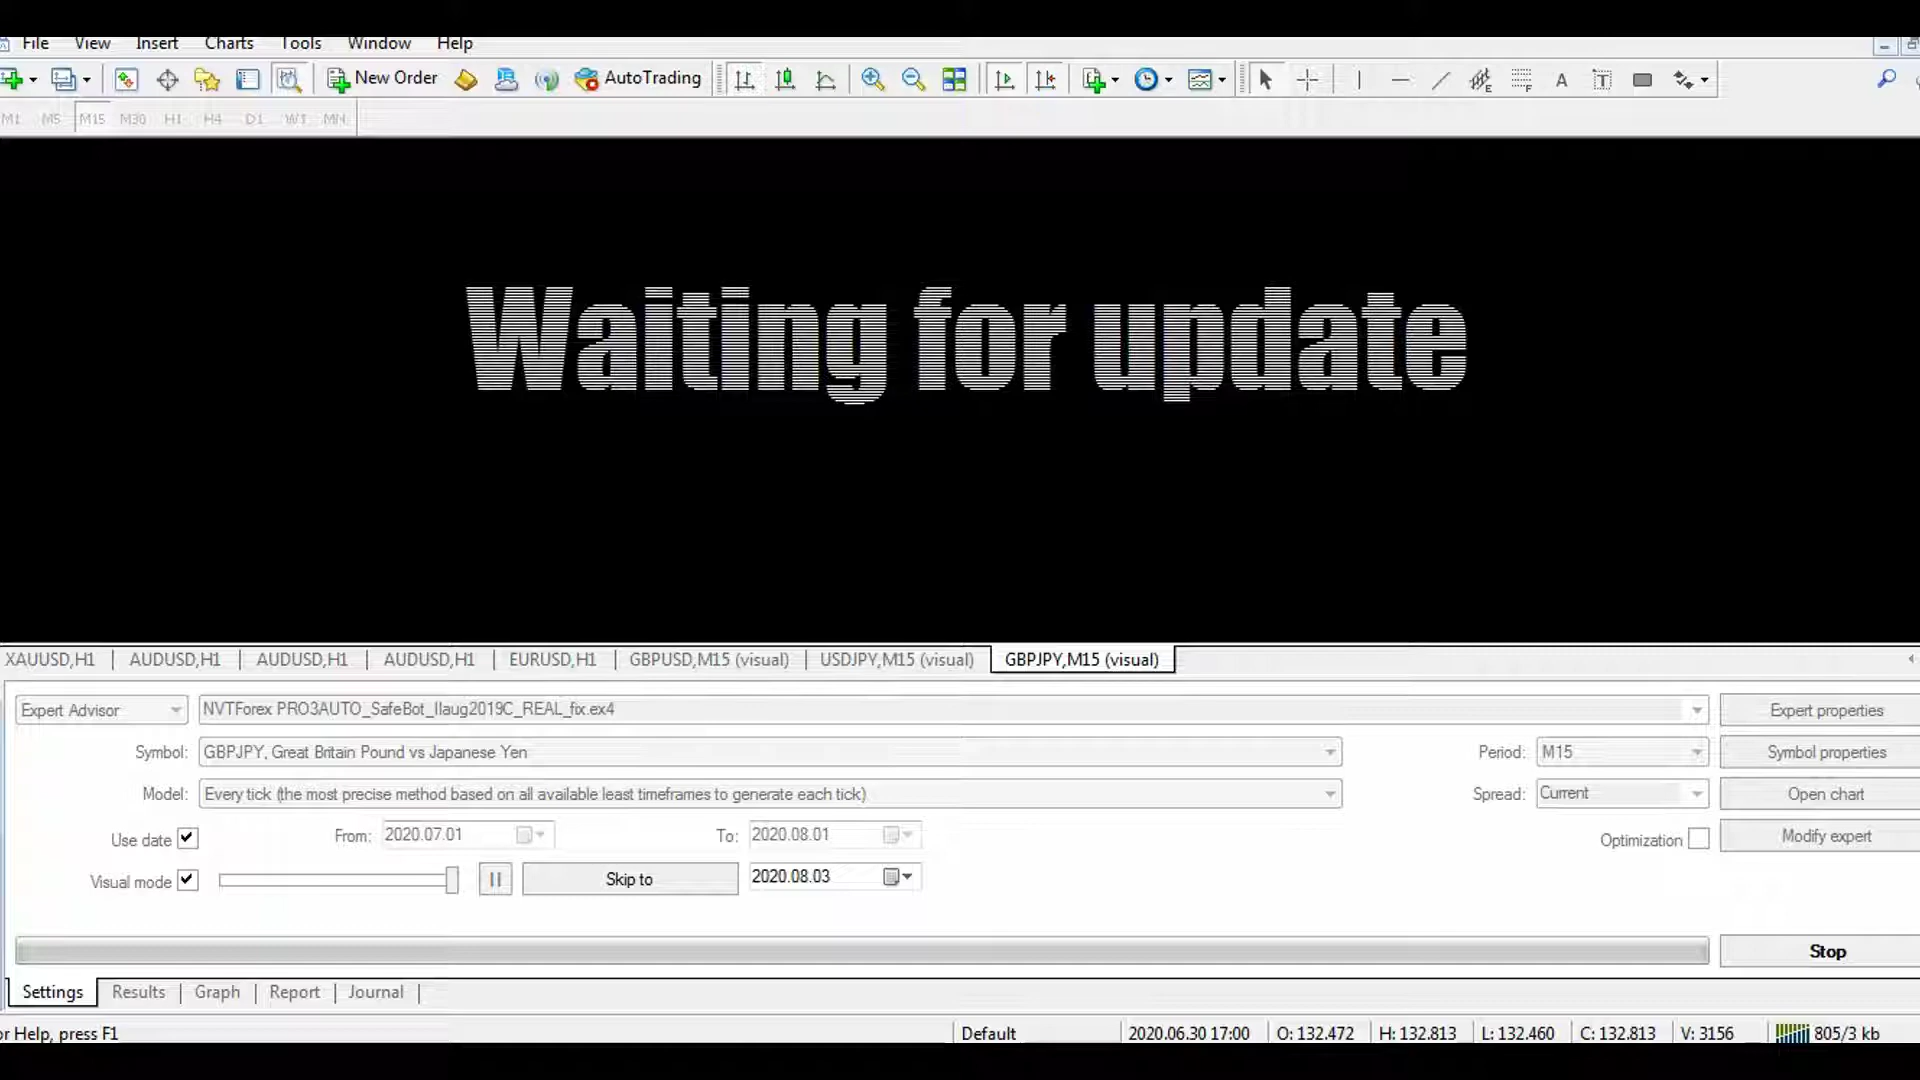 File View Insert Charts Tools Window Help
New Order AutoTrading A
M1 M5 M15 M30 H1 H4 D1 W1 MN
Waiting for update
XAUUSD,H1 AUDUSD,H1 AUDUSD,H1 AUDUSD,H1 EURUSD,H1 GBPUSD,M15 (visual) USDJPY,M15 (visual) GBPJPY,M15 (visual)
Expert Advisor NVTForex PRO3AUTO_SafeBot_IIaug2019C_REAL_fix.ex4 Expert properties
Symbol: GBPJPY, Great Britain Pound vs Japanese Yen Period: M15 Symbol properties
Model: Every tick (the most precise method based on all available least timeframes to generate each tick) Spread: Current Open chart
Use date From: 2020.07.01 To: 2020.08.01 Optimization Modify expert
Visual mode Skip to 2020.08.03
Stop
Settings Results Graph Report Journal
or Help, press F1 Default 2020.06.30 17:00 O: 132.472 H: 132.813 L: 132.460 C: 132.813 V: 3156 805/3 kb